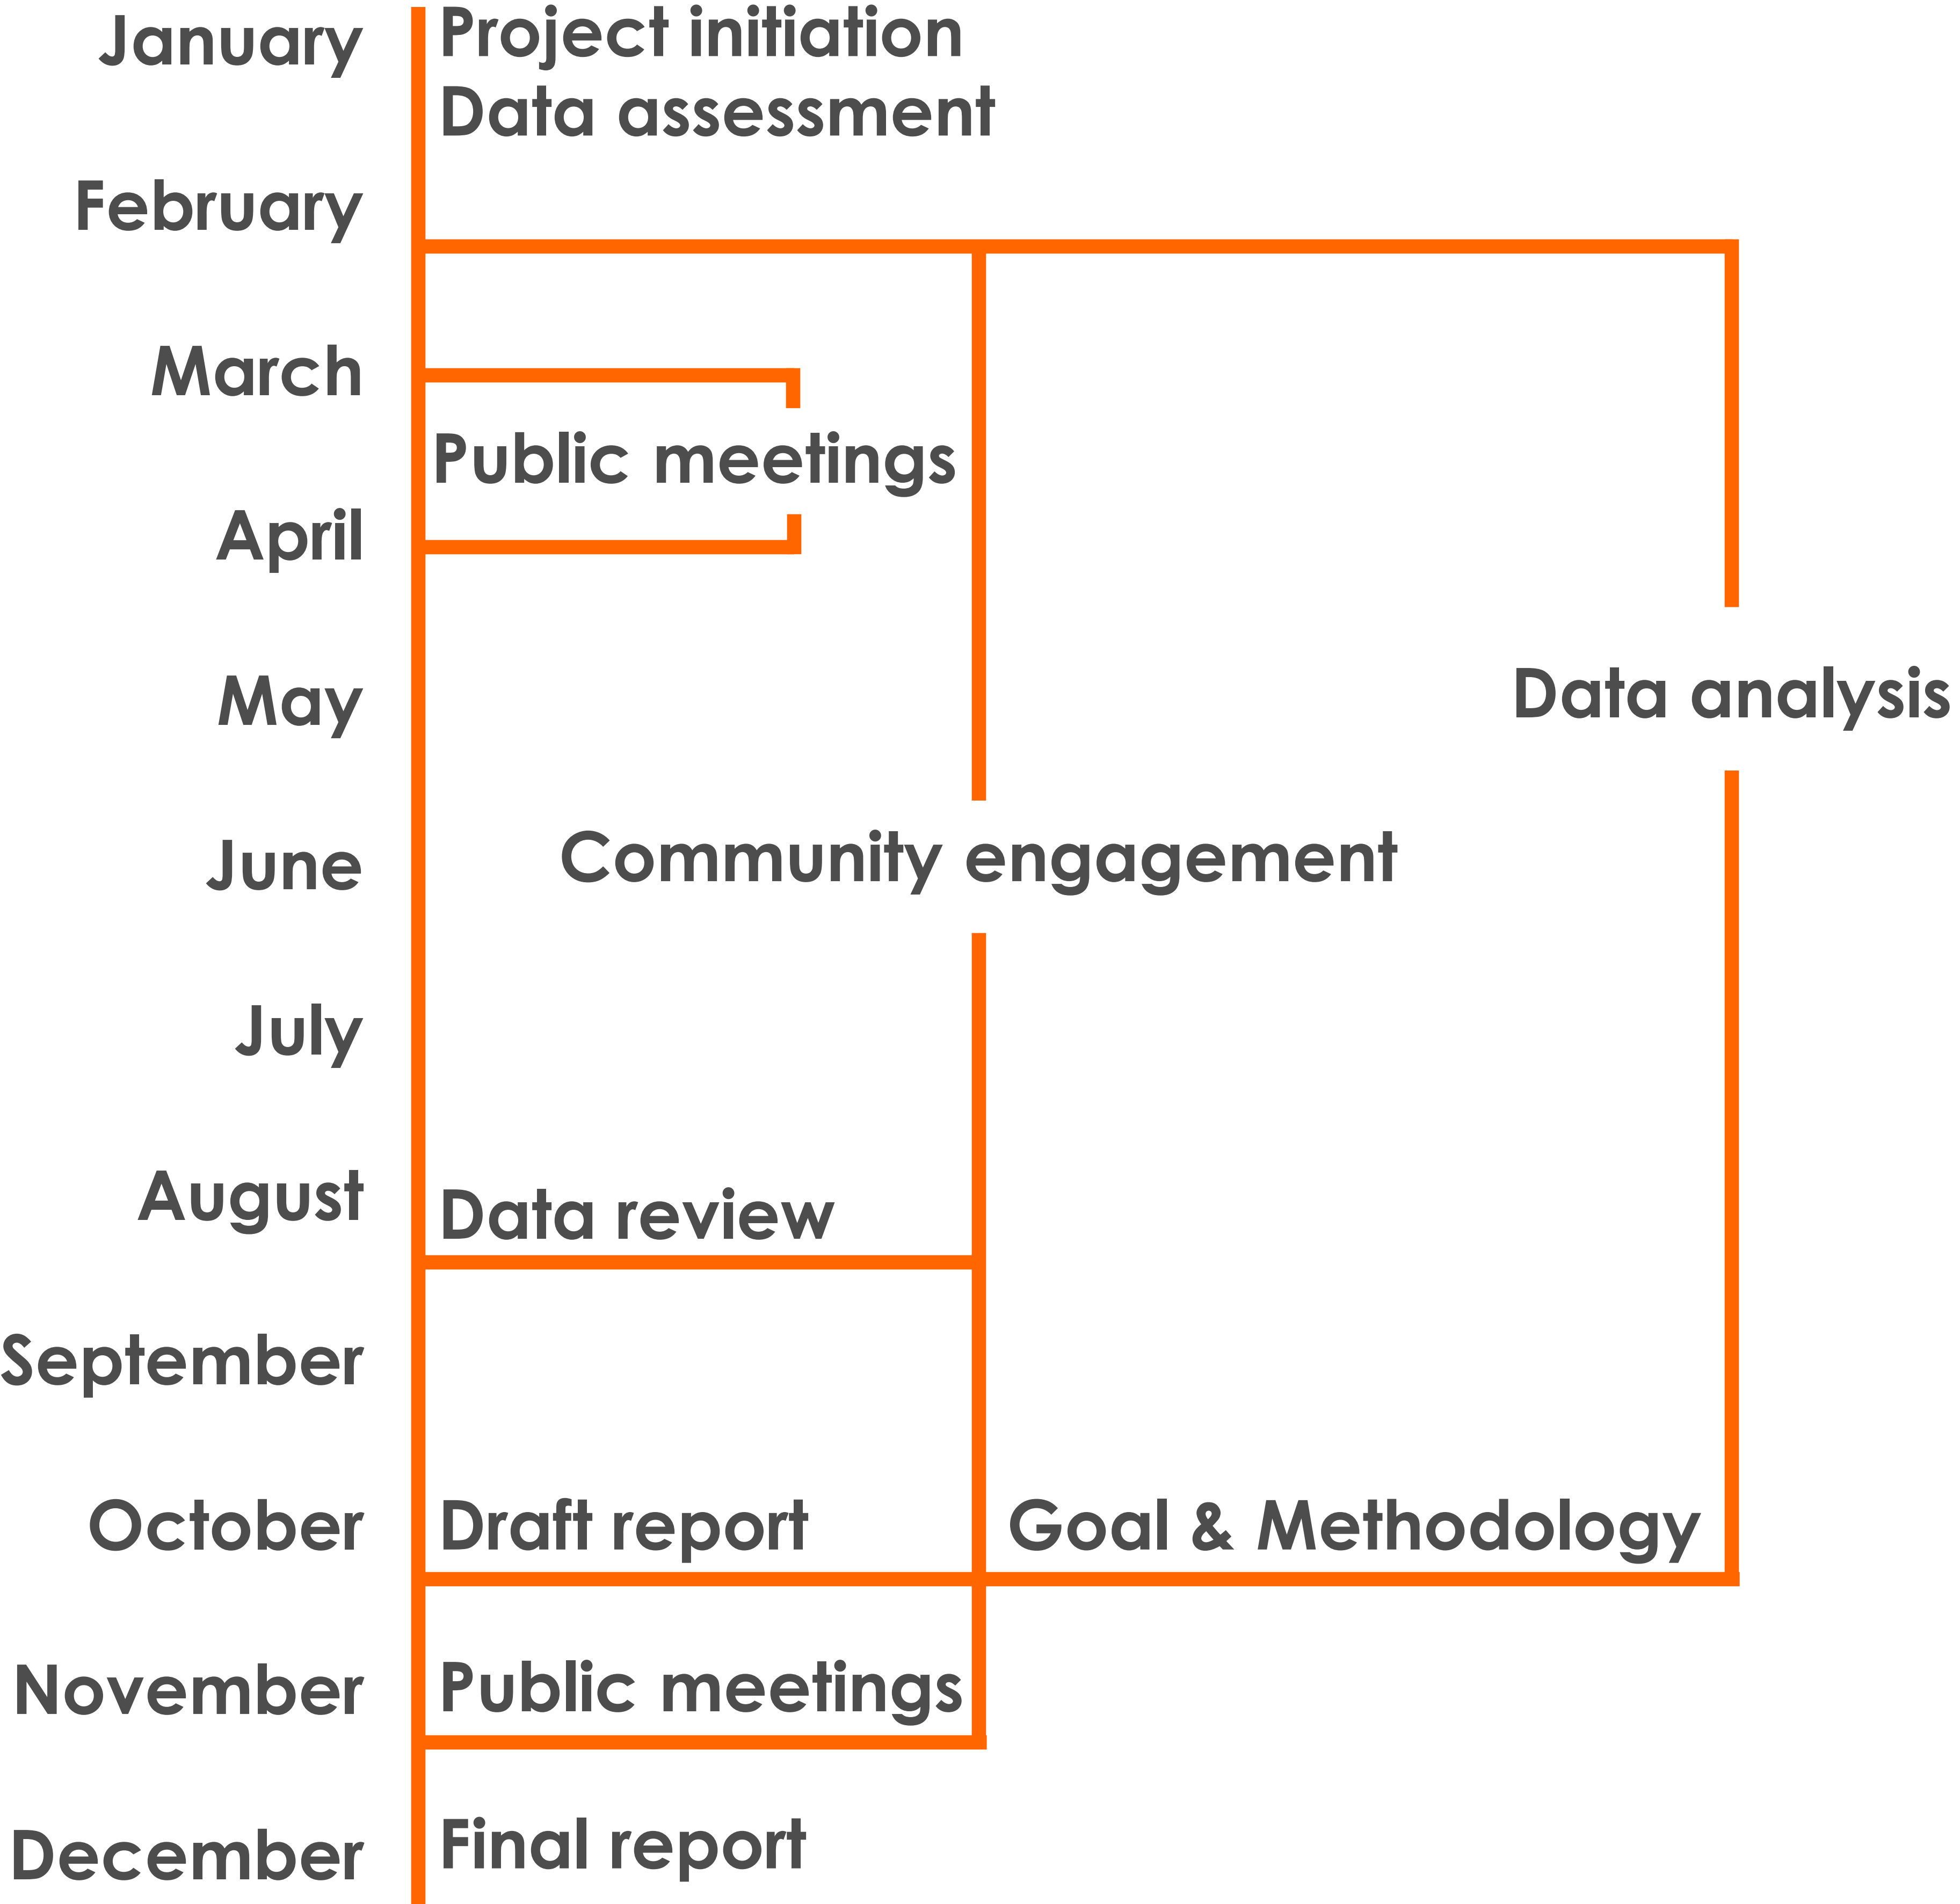 January
Project initiation
Data assessment
February
March
Public meetings
April
May
Data analysis
June
Community engagement
July
August
Data review
September
October
Draft report
Goal & Methodology
November
Public meetings
December
Final report